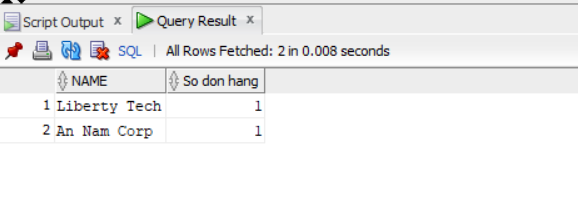 Script Output x Query Result x
SQL | All Rows Fetched: 2 in 0.008 seconds
NAME So don hang
1 Liberty Tech 1
2 An Nam Corp 1